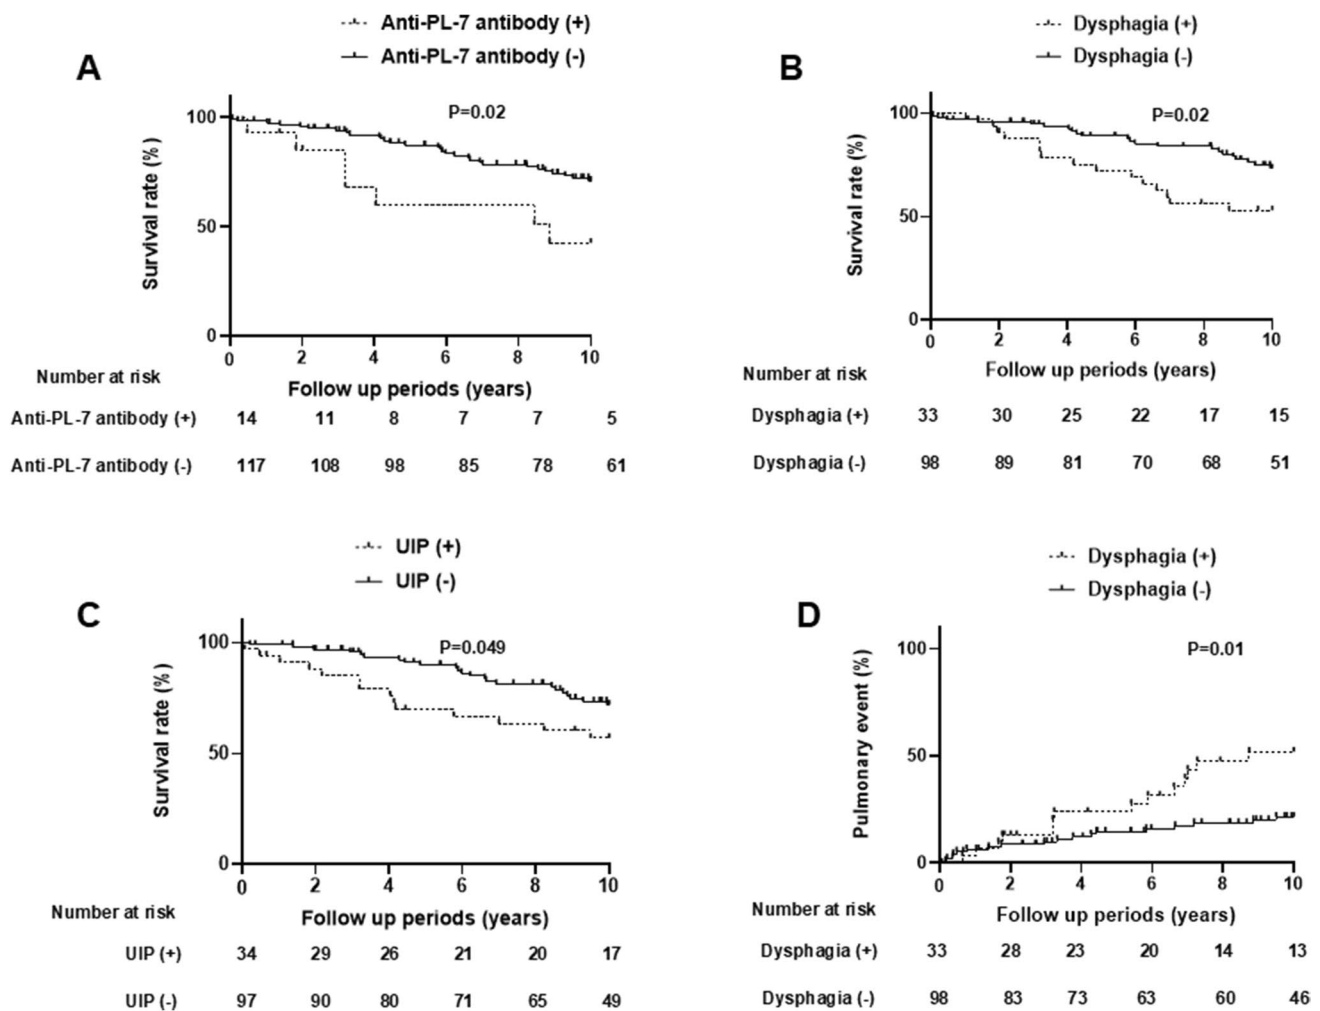 A
Anti-PL-7 antibody (+)
Anti-PL-7 antibody (-)
P=0.02
Survival rate (%)
100
50
0
0 2 4 6 8 10
Follow up periods (years)
Number at risk
Anti-PL-7 antibody (+) 14 11 8 7 7 5
Anti-PL-7 antibody (-) 117 108 98 85 78 61
B
Dysphagia (+)
Dysphagia (-)
P=0.02
Survival rate (%)
100
50
0
0 2 4 6 8 10
Follow up periods (years)
Number at risk
Dysphagia (+) 33 30 25 22 17 15
Dysphagia (-) 98 89 81 70 68 51
C
UIP (+)
UIP (-)
P=0.049
Survival rate (%)
100
50
0
0 2 4 6 8 10
Follow up periods (years)
Number at risk
UIP (+) 34 29 26 21 20 17
UIP (-) 97 90 80 71 65 49
D
Dysphagia (+)
Dysphagia (-)
P=0.01
Pulmonary event (%)
100
50
0
0 2 4 6 8 10
Follow up periods (years)
Number at risk
Dysphagia (+) 33 28 23 20 14 13
Dysphagia (-) 98 83 73 63 60 46